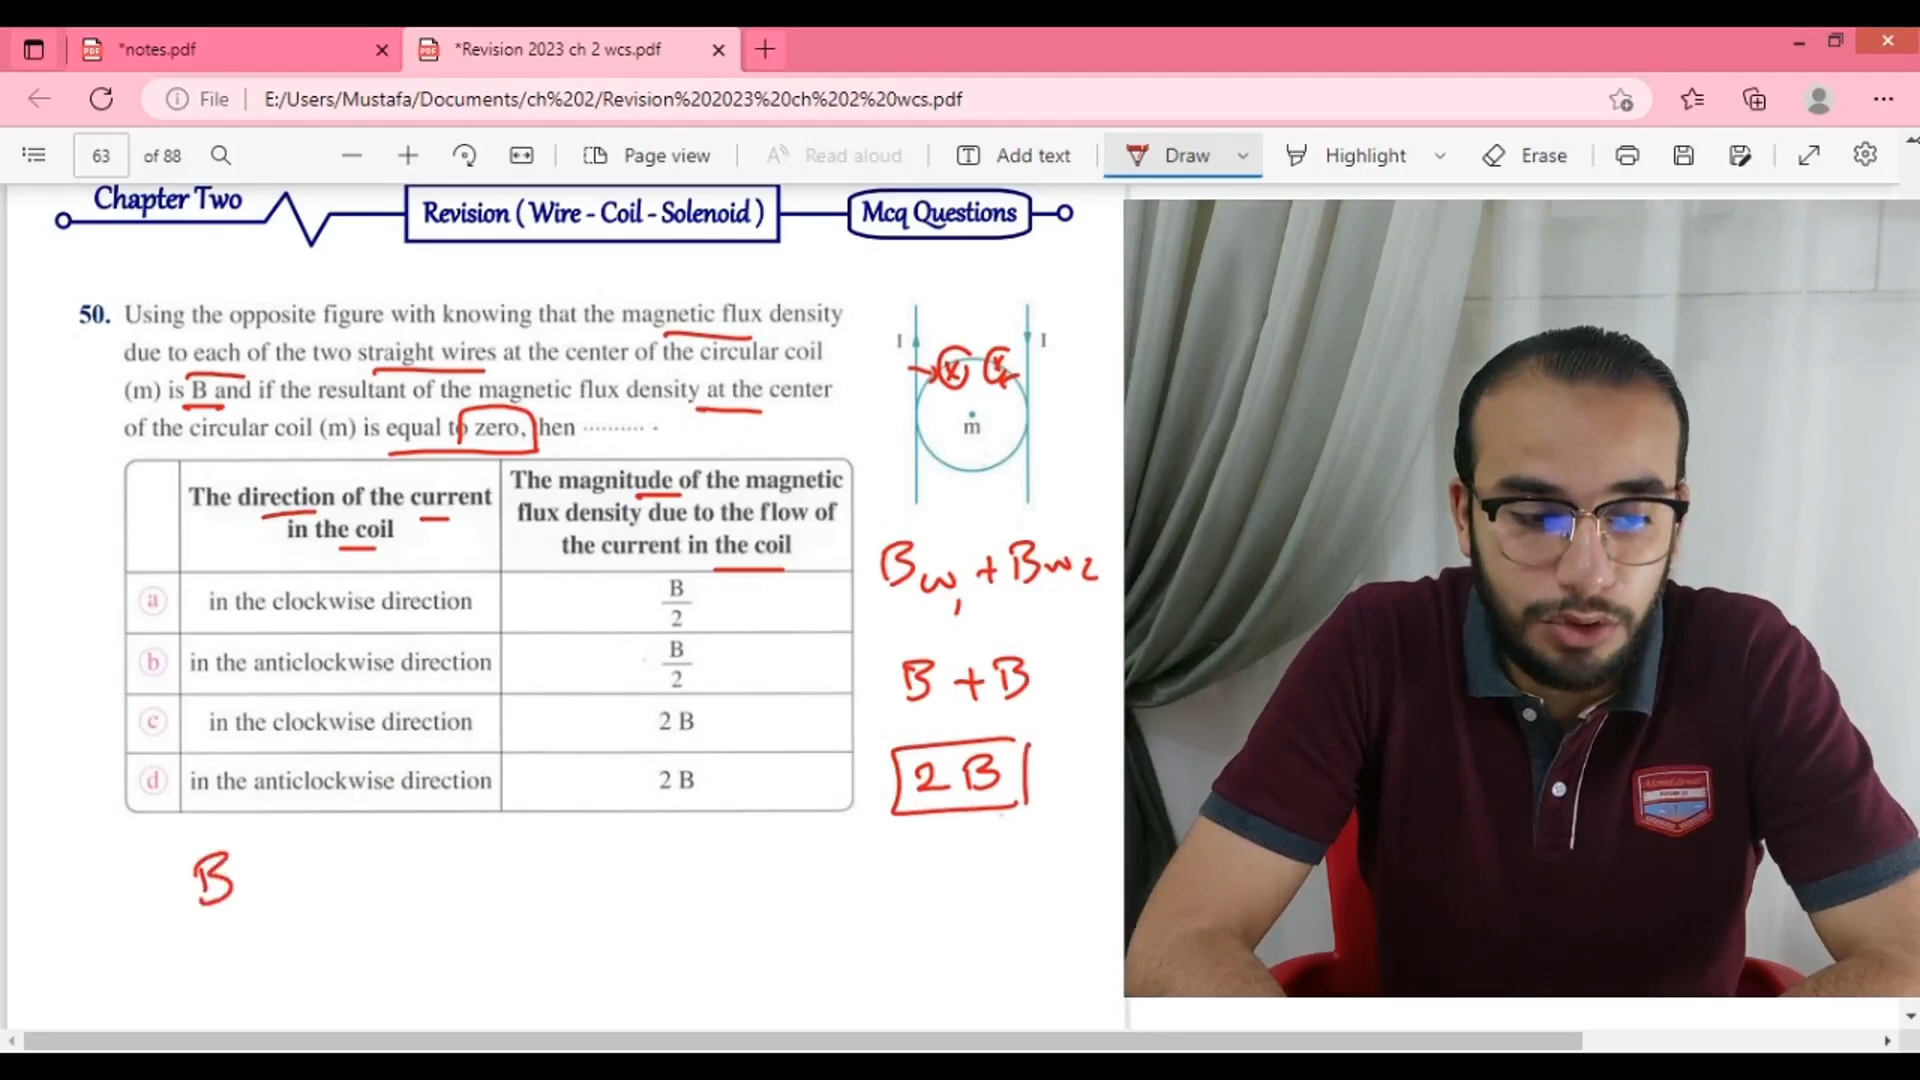 *notes.pdf
*Revision 2023 ch 2 wcs.pdf
File
E:/Users/Mustafa/Documents/ch%202/Revision%202023%20ch%202%20wcs.pdf
63 of 88
Page view
Read aloud
Add text
Draw
Highlight
Erase
Chapter Two
Revision ( Wire - Coil - Solenoid )
Mcq Questions
50. Using the opposite figure with knowing that the magnetic flux density
due to each of the two straight wires at the center of the circular coil
(m) is B and if the resultant of the magnetic flux density at the center
of the circular coil (m) is equal to zero, then .......... .
I
I
x
x
m
The direction of the current
in the coil
The magnitude of the magnetic
flux density due to the flow of
the current in the coil
a in the clockwise direction B/2
b in the anticlockwise direction B/2
c in the clockwise direction 2 B
d in the anticlockwise direction 2 B
Bw1 + Bw2
B + B
2 B
B